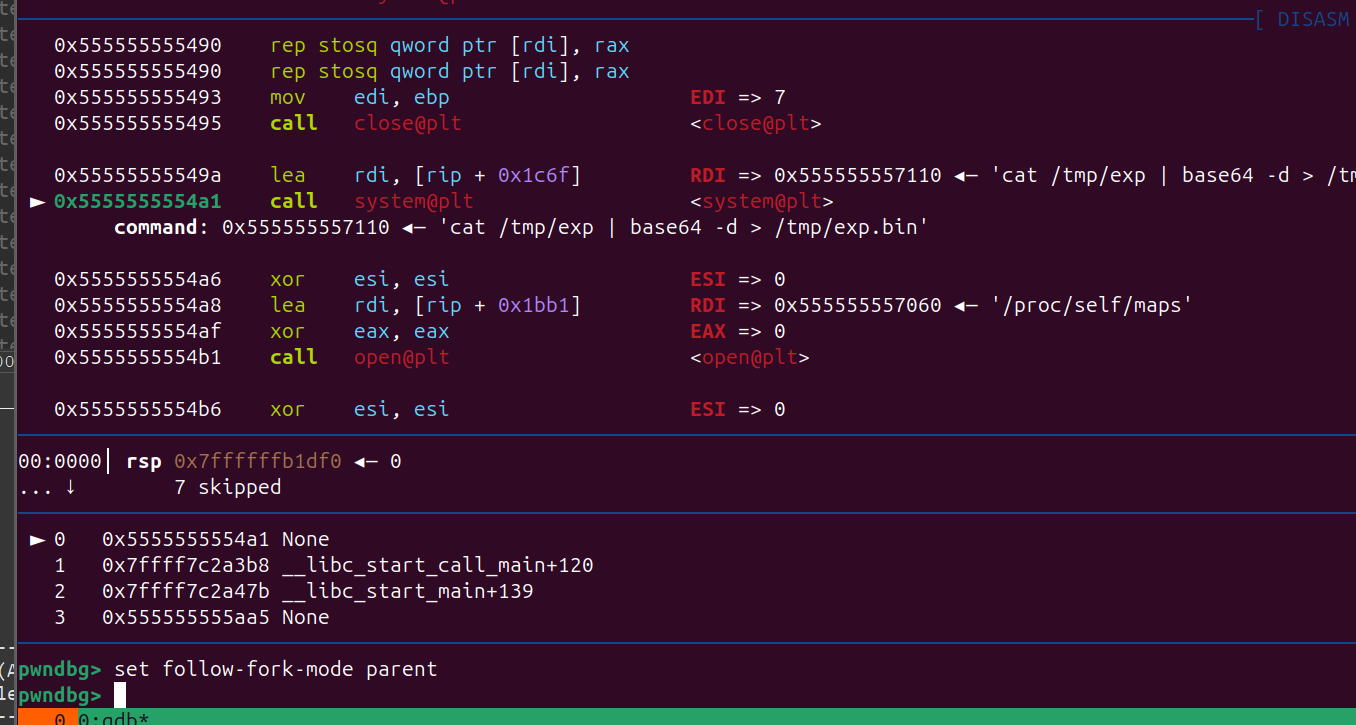 [ DISASM
0x555555555490 rep stosq qword ptr [rdi], rax
0x555555555490 rep stosq qword ptr [rdi], rax
0x555555555493 mov edi, ebp EDI => 7
0x555555555495 call close@plt <close@plt>
0x55555555549a lea rdi, [rip + 0x1c6f] RDI => 0x555555557110 ◂— 'cat /tmp/exp | base64 -d > /tm
► 0x5555555554a1 call system@plt <system@plt>
command: 0x555555557110 ◂— 'cat /tmp/exp | base64 -d > /tmp/exp.bin'
0x5555555554a6 xor esi, esi ESI => 0
0x5555555554a8 lea rdi, [rip + 0x1bb1] RDI => 0x555555557060 ◂— '/proc/self/maps'
0x5555555554af xor eax, eax EAX => 0
0x5555555554b1 call open@plt <open@plt>
0x5555555554b6 xor esi, esi ESI => 0
00:0000│ rsp 0x7ffffffb1df0 ◂— 0
... ↓ 7 skipped
► 0 0x5555555554a1 None
1 0x7ffff7c2a3b8 __libc_start_call_main+120
2 0x7ffff7c2a47b __libc_start_main+139
3 0x555555555aa5 None
pwndbg> set follow-fork-mode parent
pwndbg>
0 0:gdb*